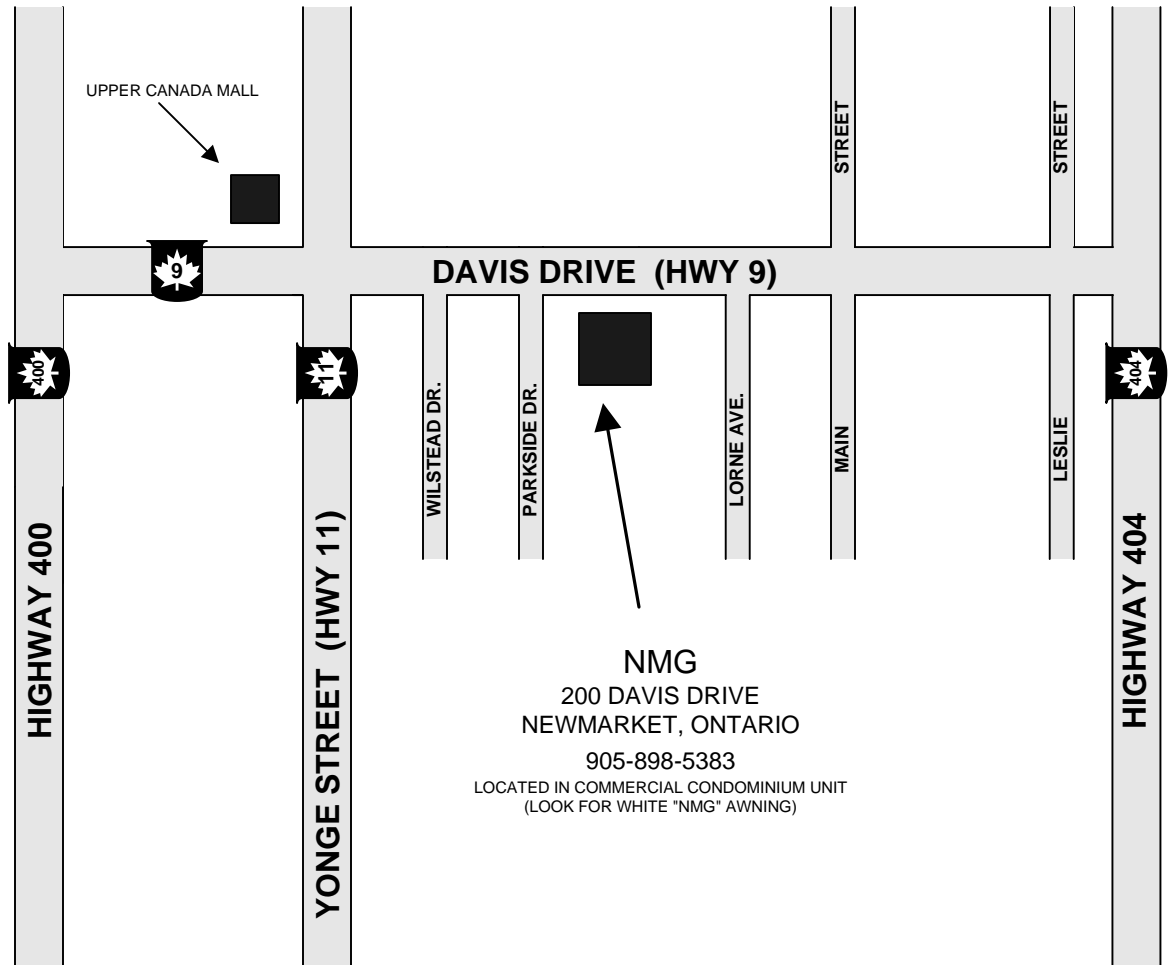 UPPER CANADA MALL
STREET
STREET
9
DAVIS DRIVE (HWY 9)
400
11
404
WILSTEAD DR.
PARKSIDE DR.
LORNE AVE.
MAIN
LESLIE
HIGHWAY 400
YONGE STREET (HWY 11)
HIGHWAY 404
NMG
200 DAVIS DRIVE
NEWMARKET, ONTARIO
905-898-5383
LOCATED IN COMMERCIAL CONDOMINIUM UNIT
(LOOK FOR WHITE "NMG" AWNING)